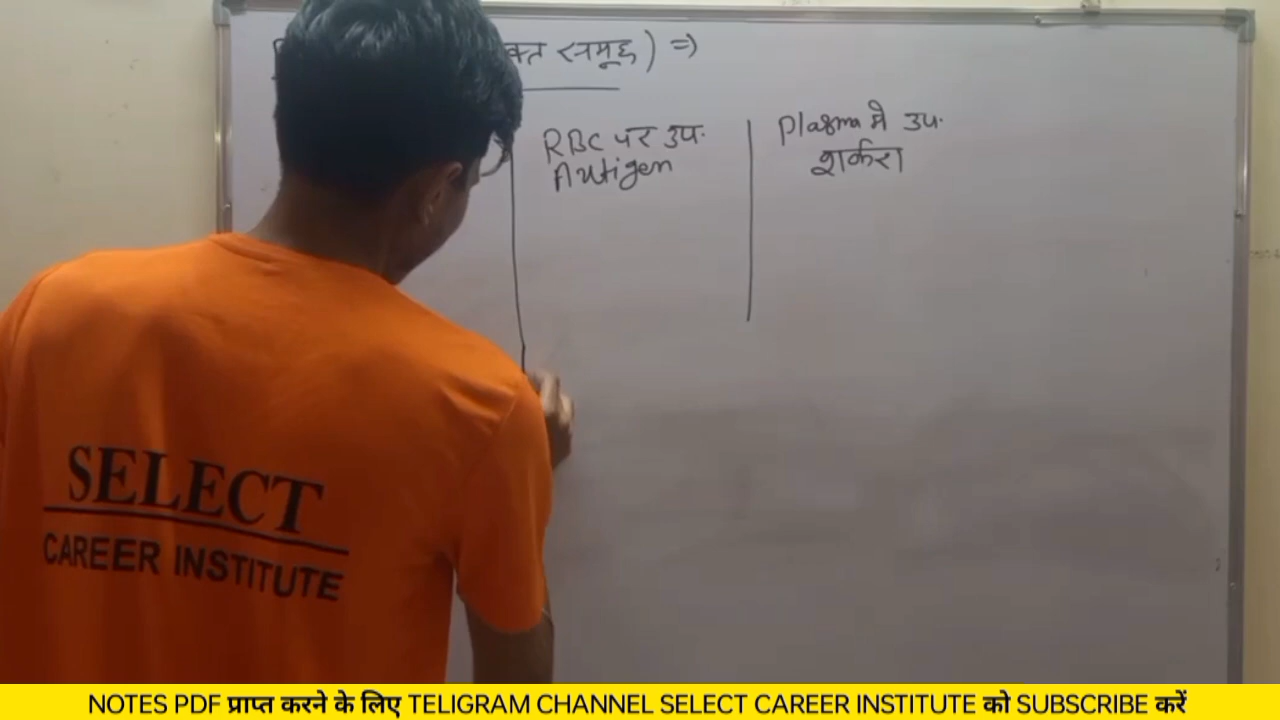 रक्त समूह) ⇒
RBC पर उप.
Antigen
Plasma मे उप.
शर्करा
SELECT
CAREER INSTITUTE
NOTES PDF प्राप्त करने के लिए TELIGRAM CHANNEL SELECT CAREER INSTITUTE को SUBSCRIBE करें